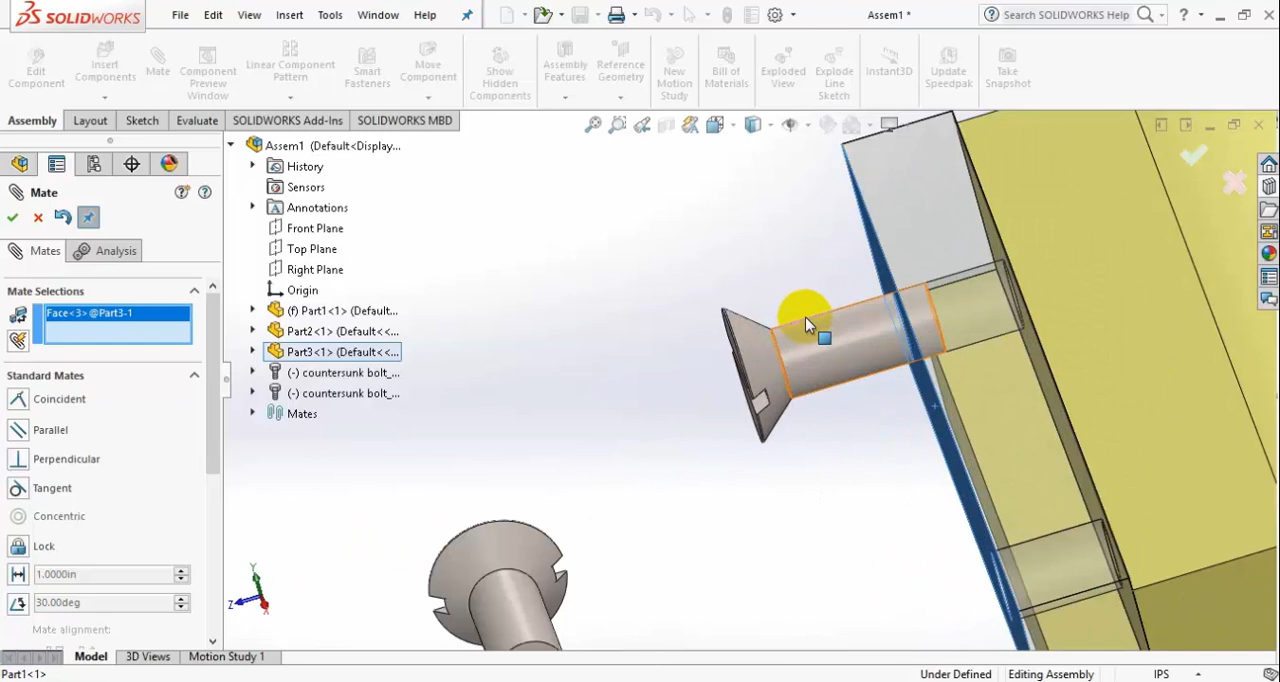 SOLIDWORKS
File Edit View Insert Tools Window Help
Assem1 *
Search SOLIDWORKS Help
?
Edit Component
Insert Components
Mate
Component Preview Window
Linear Component Pattern
Smart Fasteners
Move Component
Show Hidden Components
Assembly Features
Reference Geometry
New Motion Study
Bill of Materials
Exploded View
Explode Line Sketch
Instant3D
Update Speedpak
Take Snapshot
Assembly Layout Sketch Evaluate SOLIDWORKS Add-Ins SOLIDWORKS MBD
Assem1 (Default<Display...
History
Sensors
Annotations
Front Plane
Top Plane
Right Plane
Origin
(f) Part1<1> (Default...
Part2<1> (Default<<...
Part3<1> (Default<<...
(-) countersunk bolt_...
(-) countersunk bolt_...
Mates
Mate
Mates Analysis
Mate Selections
Face<3>@Part3-1
Standard Mates
Coincident
Parallel
Perpendicular
Tangent
Concentric
Lock
1.0000in
30.00deg
Mate alignment:
Y
Z
X
Model 3D Views Motion Study 1
Part1<1>
Under Defined Editing Assembly IPS